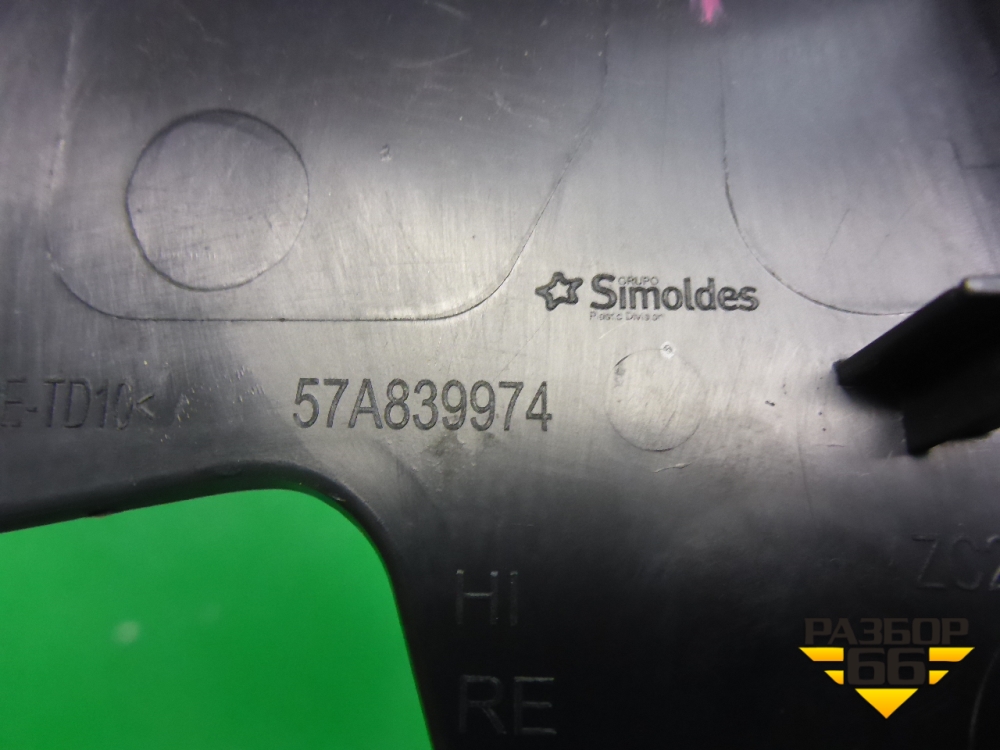 GRUPO
Simoldes
Plastic Division
E-TD10<
57A839974
HI
RE
РАЗБОР
66